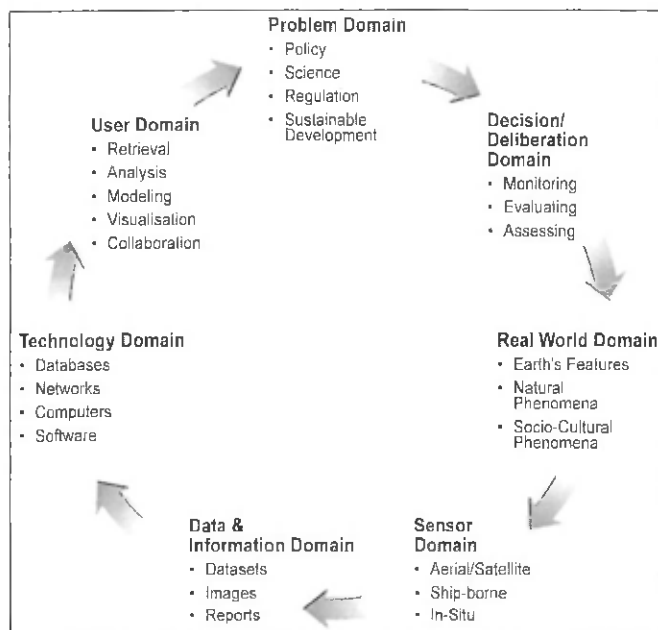 Problem Domain
• Policy
• Science
• Regulation
• Sustainable
Development
Decision/
Deliberation
Domain
• Monitoring
• Evaluating
• Assessing
Real World Domain
• Earth's Features
• Natural
Phenomena
• Socio-Cultural
Phenomena
Sensor
Domain
• Aerial/Satellite
• Ship-borne
• In-Situ
Data &
Information Domain
• Datasets
• Images
• Reports
Technology Domain
• Databases
• Networks
• Computers
• Software
User Domain
• Retrieval
• Analysis
• Modeling
• Visualisation
• Collaboration